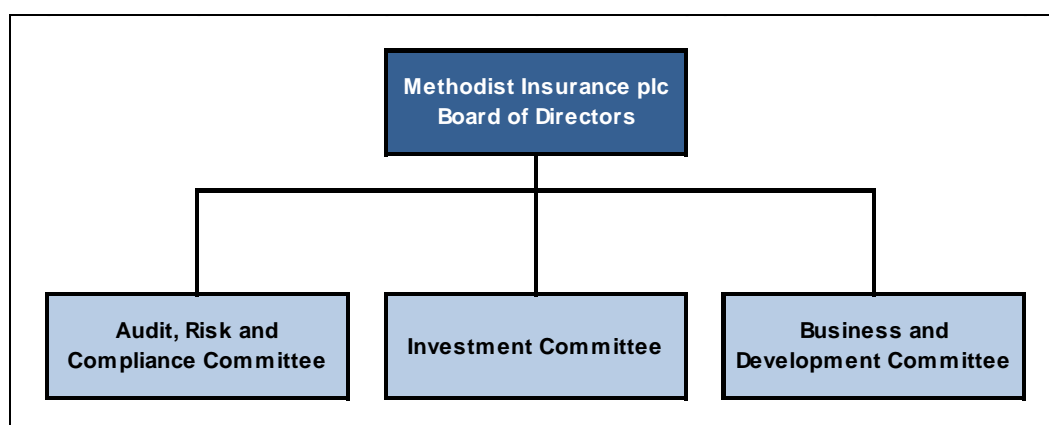 Methodist Insurance plc
Board of Directors
Audit, Risk and
Compliance Committee
Investment Committee
Business and
Development Committee